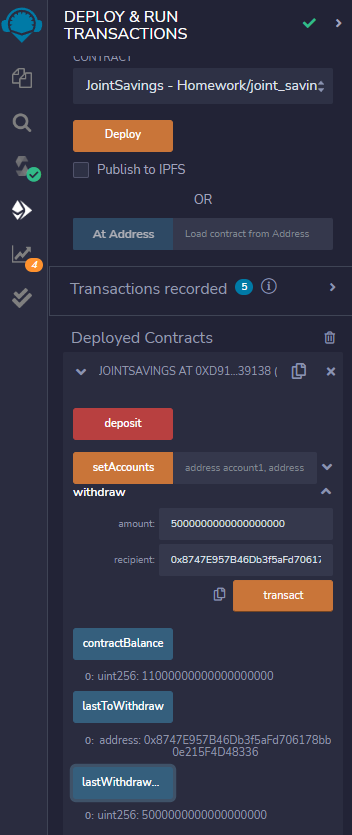 DEPLOY & RUN
TRANSACTIONS
CONTRACT
JointSavings - Homework/joint_savin
Deploy
Publish to IPFS
OR
At Address
Load contract from Address
Transactions recorded 5
4
Deployed Contracts
JOINTSAVINGS AT 0XD91...39138 (
deposit
setAccounts
address account1, address
withdraw
amount: 5000000000000000000
recipient: 0x8747E957B46Db3f5aFd70617
transact
contractBalance
0: uint256: 11000000000000000000
lastToWithdraw
0: address: 0x8747E957B46Db3f5aFd706178bb
0e215F4D48336
lastWithdraw...
0: uint256: 5000000000000000000